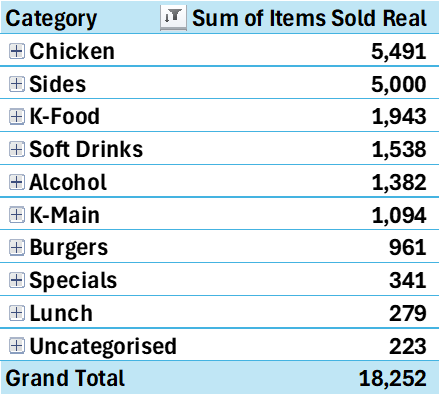 Category Sum of Items Sold Real
Chicken 5,491
Sides 5,000
K-Food 1,943
Soft Drinks 1,538
Alcohol 1,382
K-Main 1,094
Burgers 961
Specials 341
Lunch 279
Uncategorised 223
Grand Total 18,252